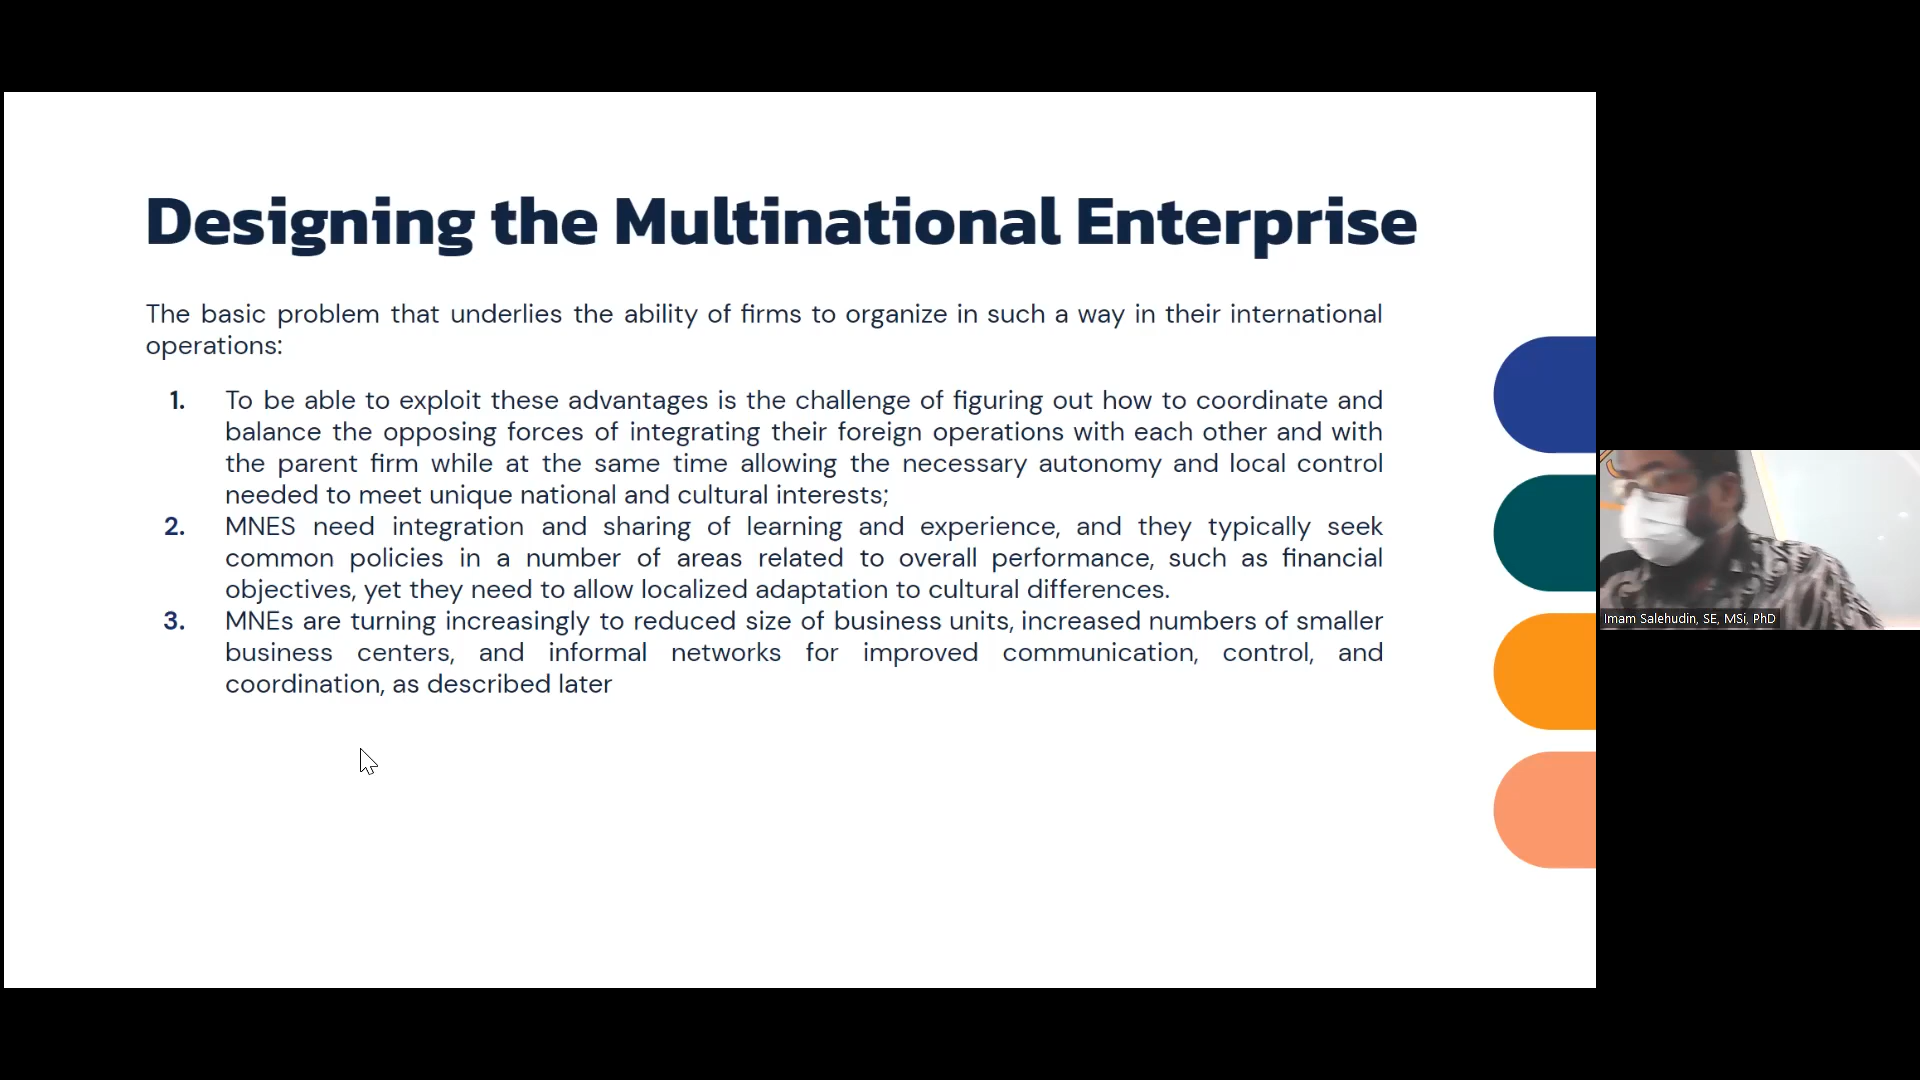 Designing the Multinational Enterprise
The basic problem that underlies the ability of firms to organize in such a way in their international
operations:
1. To be able to exploit these advantages is the challenge of figuring out how to coordinate and
balance the opposing forces of integrating their foreign operations with each other and with
the parent firm while at the same time allowing the necessary autonomy and local control
needed to meet unique national and cultural interests;
2. MNES need integration and sharing of learning and experience, and they typically seek
common policies in a number of areas related to overall performance, such as financial
objectives, yet they need to allow localized adaptation to cultural differences.
3. MNEs are turning increasingly to reduced size of business units, increased numbers of smaller
business centers, and informal networks for improved communication, control, and
coordination, as described later
Imam Salehudin, SE, MSi, PhD